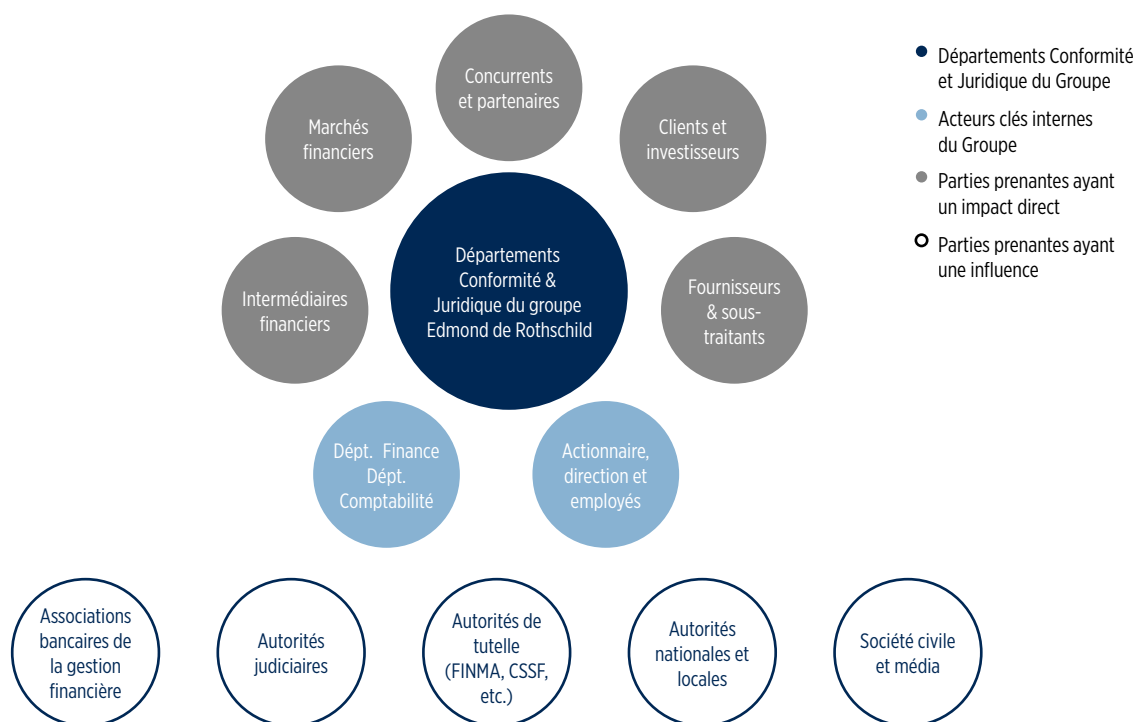 Concurrents
et partenaires
Marchés
financiers
Clients et
investisseurs
Départements
Conformité &
Juridique du groupe
Edmond de Rothschild
Intermédiaires
financiers
Fournisseurs
& sous-
traitants
Dépt. Finance
Dépt.
Comptabilité
Actionnaire,
direction et
employés
Associations
bancaires de
la gestion
financière
Autorités
judiciaires
Autorités de
tutelle
(FINMA, CSSF,
etc.)
Autorités
nationales et
locales
Société civile
et média
Départements Conformité
et Juridique du Groupe
Acteurs clés internes
du Groupe
Parties prenantes ayant
un impact direct
Parties prenantes ayant
une influence